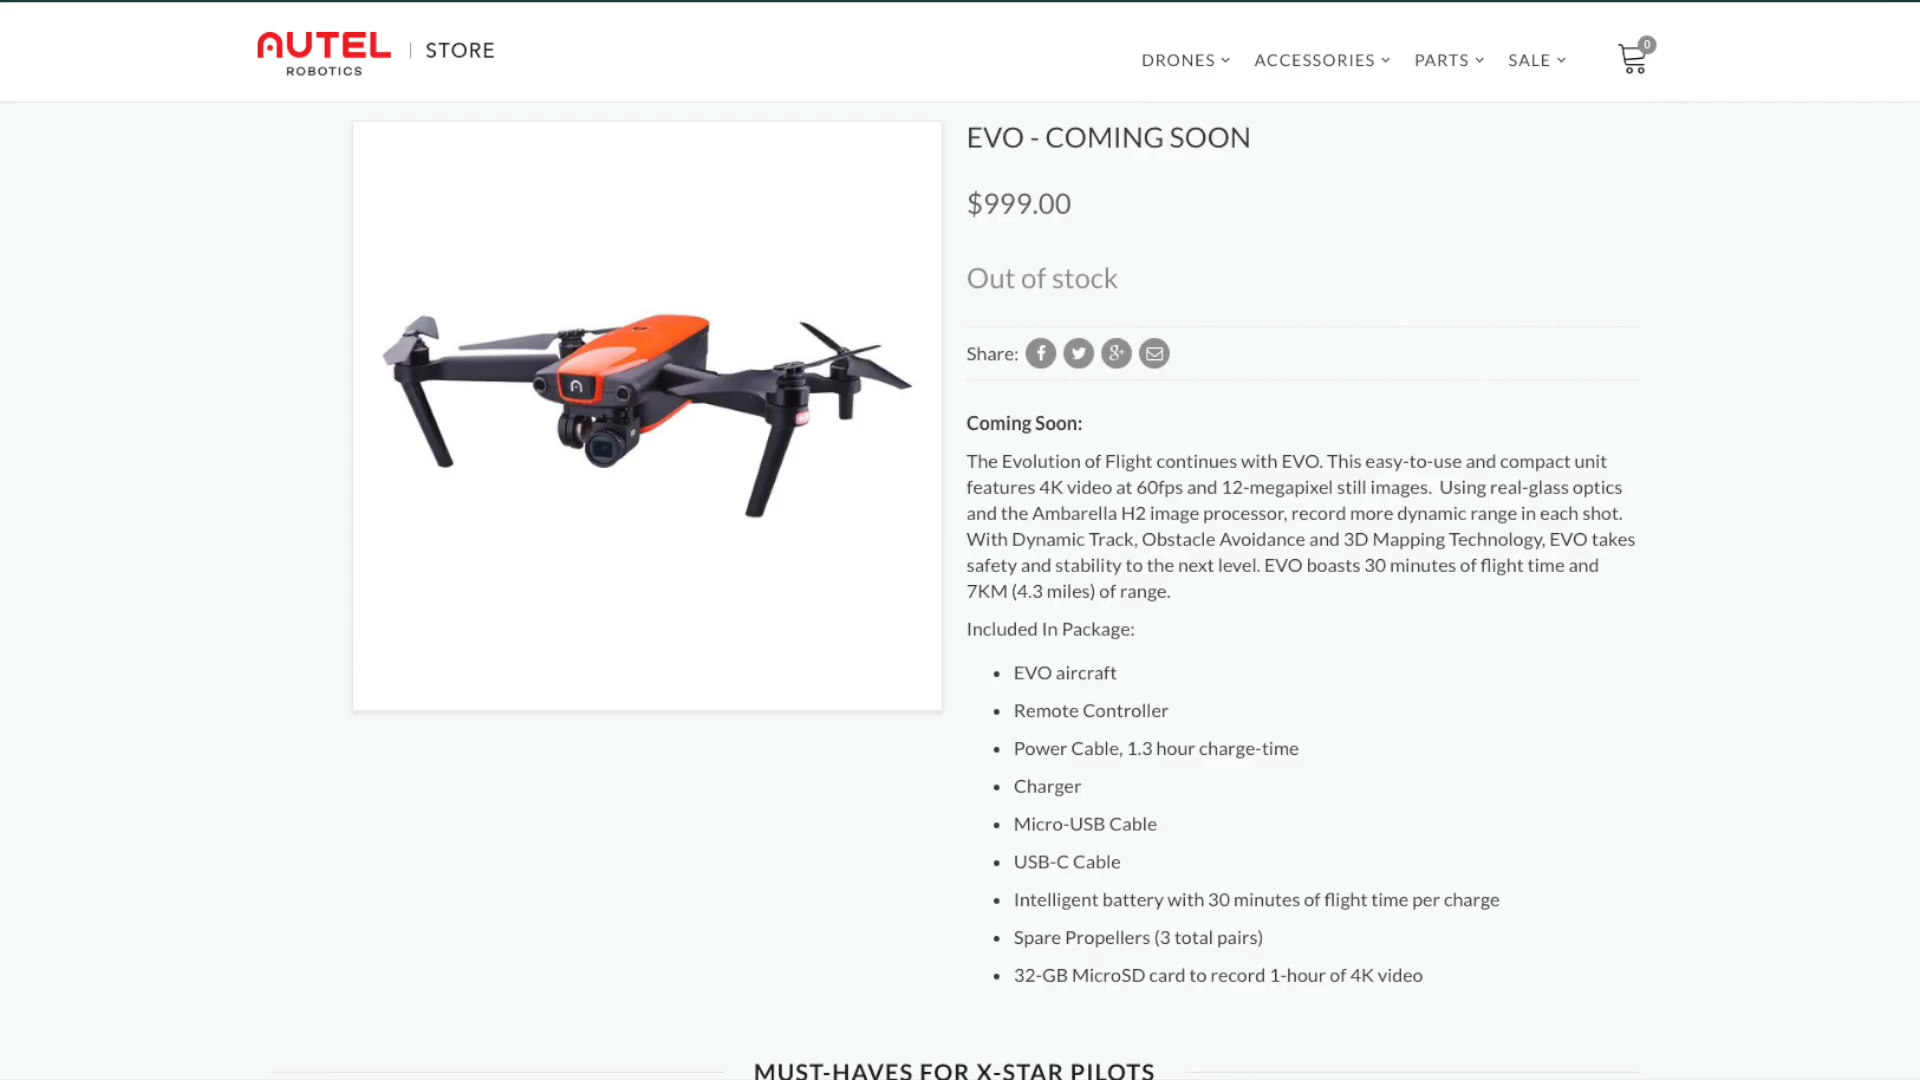 AUTEL
ROBOTICS
STORE
DRONES
ACCESSORIES
PARTS
SALE
0
EVO - COMING SOON
$999.00
Out of stock
Share:
Coming Soon:
The Evolution of Flight continues with EVO. This easy-to-use and compact unit
features 4K video at 60fps and 12-megapixel still images. Using real-glass optics
and the Ambarella H2 image processor, record more dynamic range in each shot.
With Dynamic Track, Obstacle Avoidance and 3D Mapping Technology, EVO takes
safety and stability to the next level. EVO boasts 30 minutes of flight time and
7KM (4.3 miles) of range.
Included In Package:
EVO aircraft
Remote Controller
Power Cable, 1.3 hour charge-time
Charger
Micro-USB Cable
USB-C Cable
Intelligent battery with 30 minutes of flight time per charge
Spare Propellers (3 total pairs)
32-GB MicroSD card to record 1-hour of 4K video
MUST-HAVES FOR X-STAR PILOTS